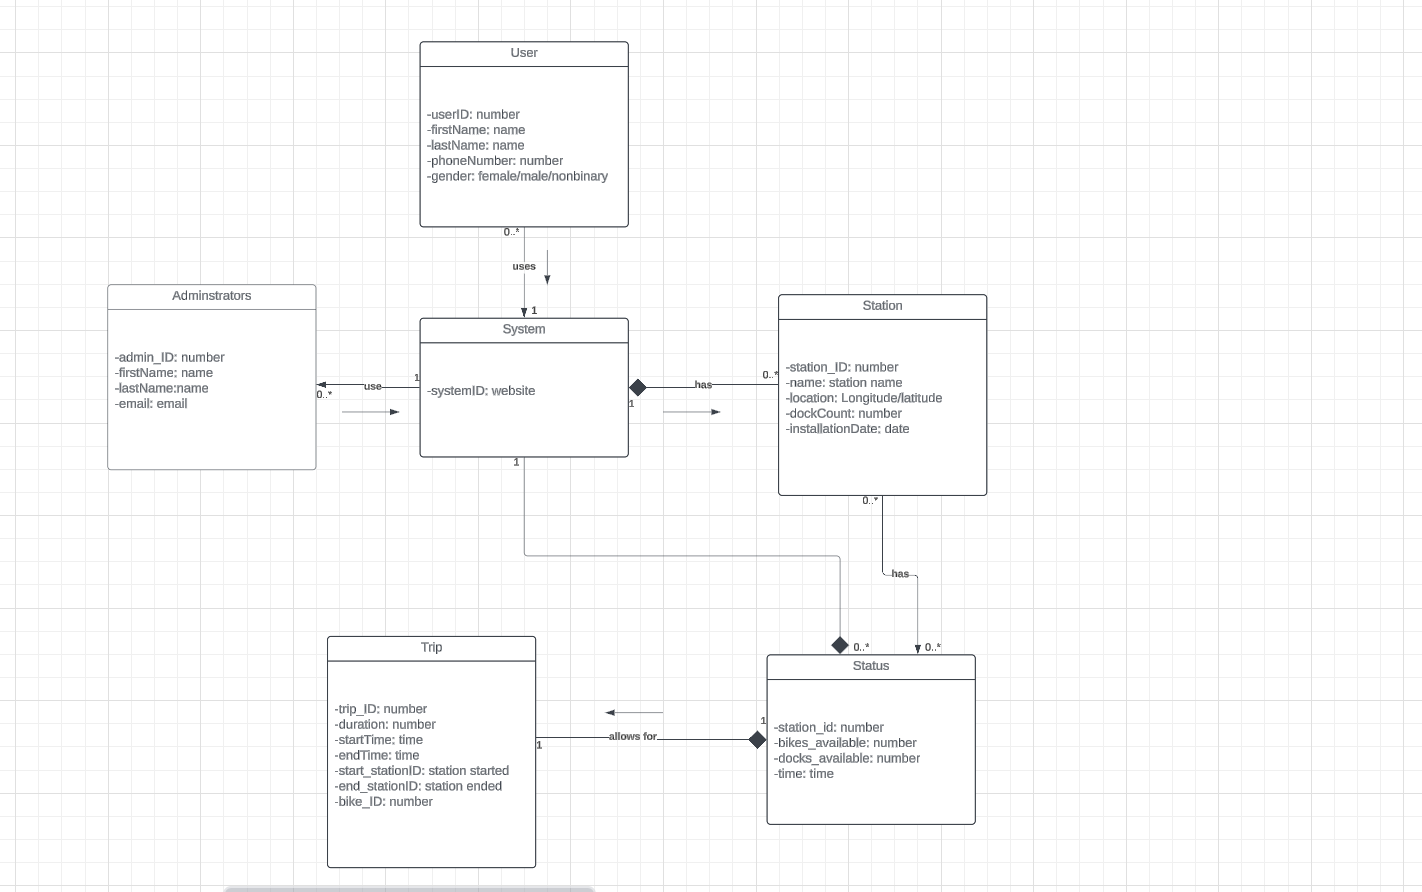 User
-userID: number
-firstName: name
-lastName: name
-phoneNumber: number
-gender: female/male/nonbinary
0..*
uses
1
Adminstrators
-admin_ID: number
-firstName: name
-lastName:name
-email: email
0..*
use
1
System
-systemID: website
1
has
0..*
1
Station
-station_ID: number
-name: station name
-location: Longitude/latitude
-dockCount: number
-installationDate: date
0..*
has
0..*
0..*
Trip
-trip_ID: number
-duration: number
-startTime: time
-endTime: time
-start_stationID: station started
-end_stationID: station ended
-bike_ID: number
1
allows for
1
Status
-station_id: number
-bikes_available: number
-docks_available: number
-time: time